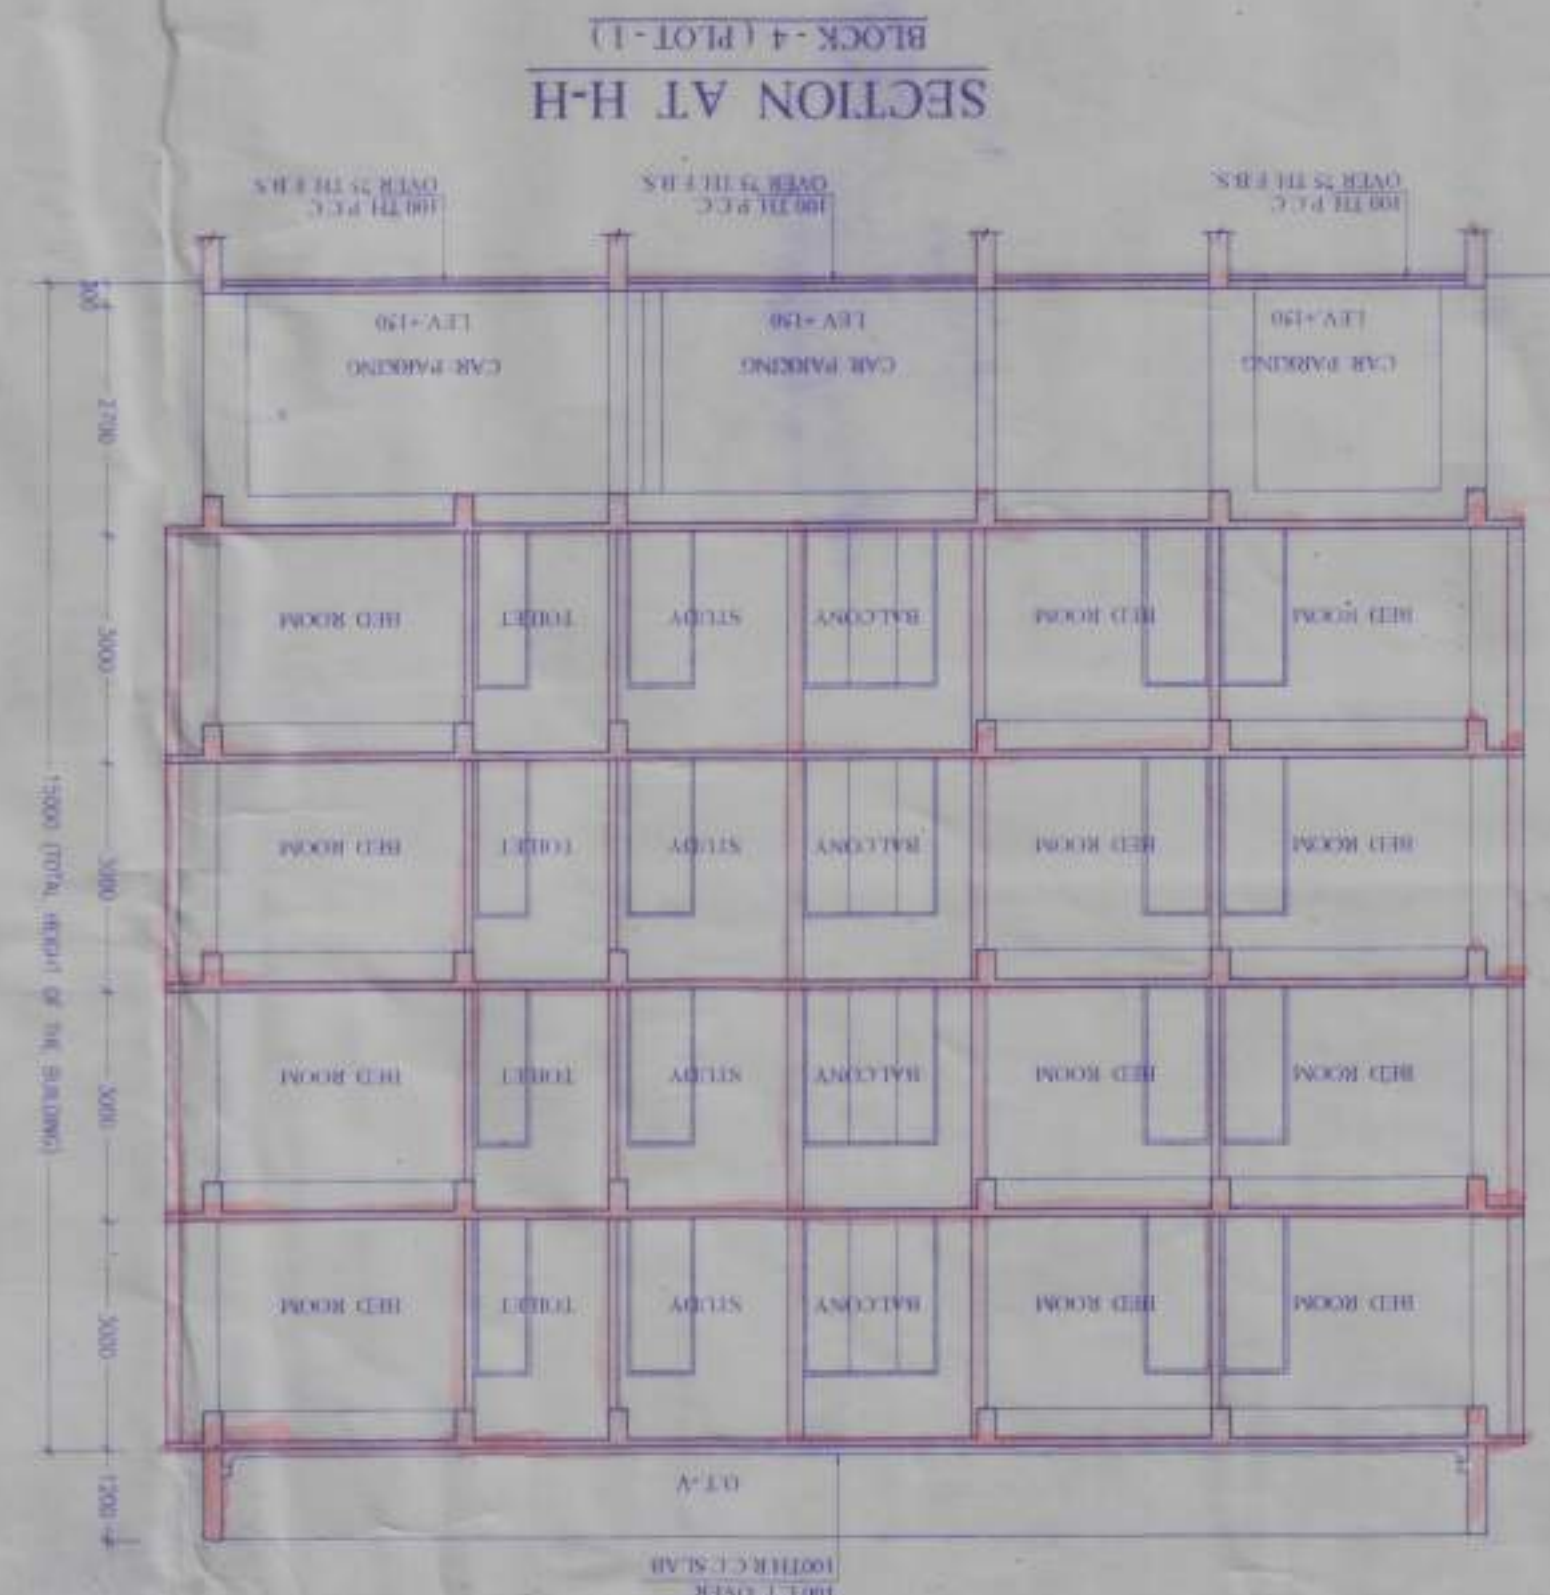 100TH R.C.C SLAB
O.T.-V
1200
BED ROOM BED ROOM BALCONY STUDY TOILET BED ROOM
3000
BED ROOM BED ROOM BALCONY STUDY TOILET BED ROOM
3000
BED ROOM BED ROOM BALCONY STUDY TOILET BED ROOM
3000
BED ROOM BED ROOM BALCONY STUDY TOILET BED ROOM
3000
15000 (TOTAL HEIGHT OF THE BUILDING)
2700
CAR PARKING
LEV.+150
CAR PARKING
LEV.+150
CAR PARKING
LEV.+150
300
100 TH P.C.C
OVER 75 TH F.B.S.
100 TH P.C.C
OVER 75 TH F.B.S
100 TH P.C.C
OVER 75 TH F.B.S
SECTION AT H-H
BLOCK - 4 ( PLOT - 1 )